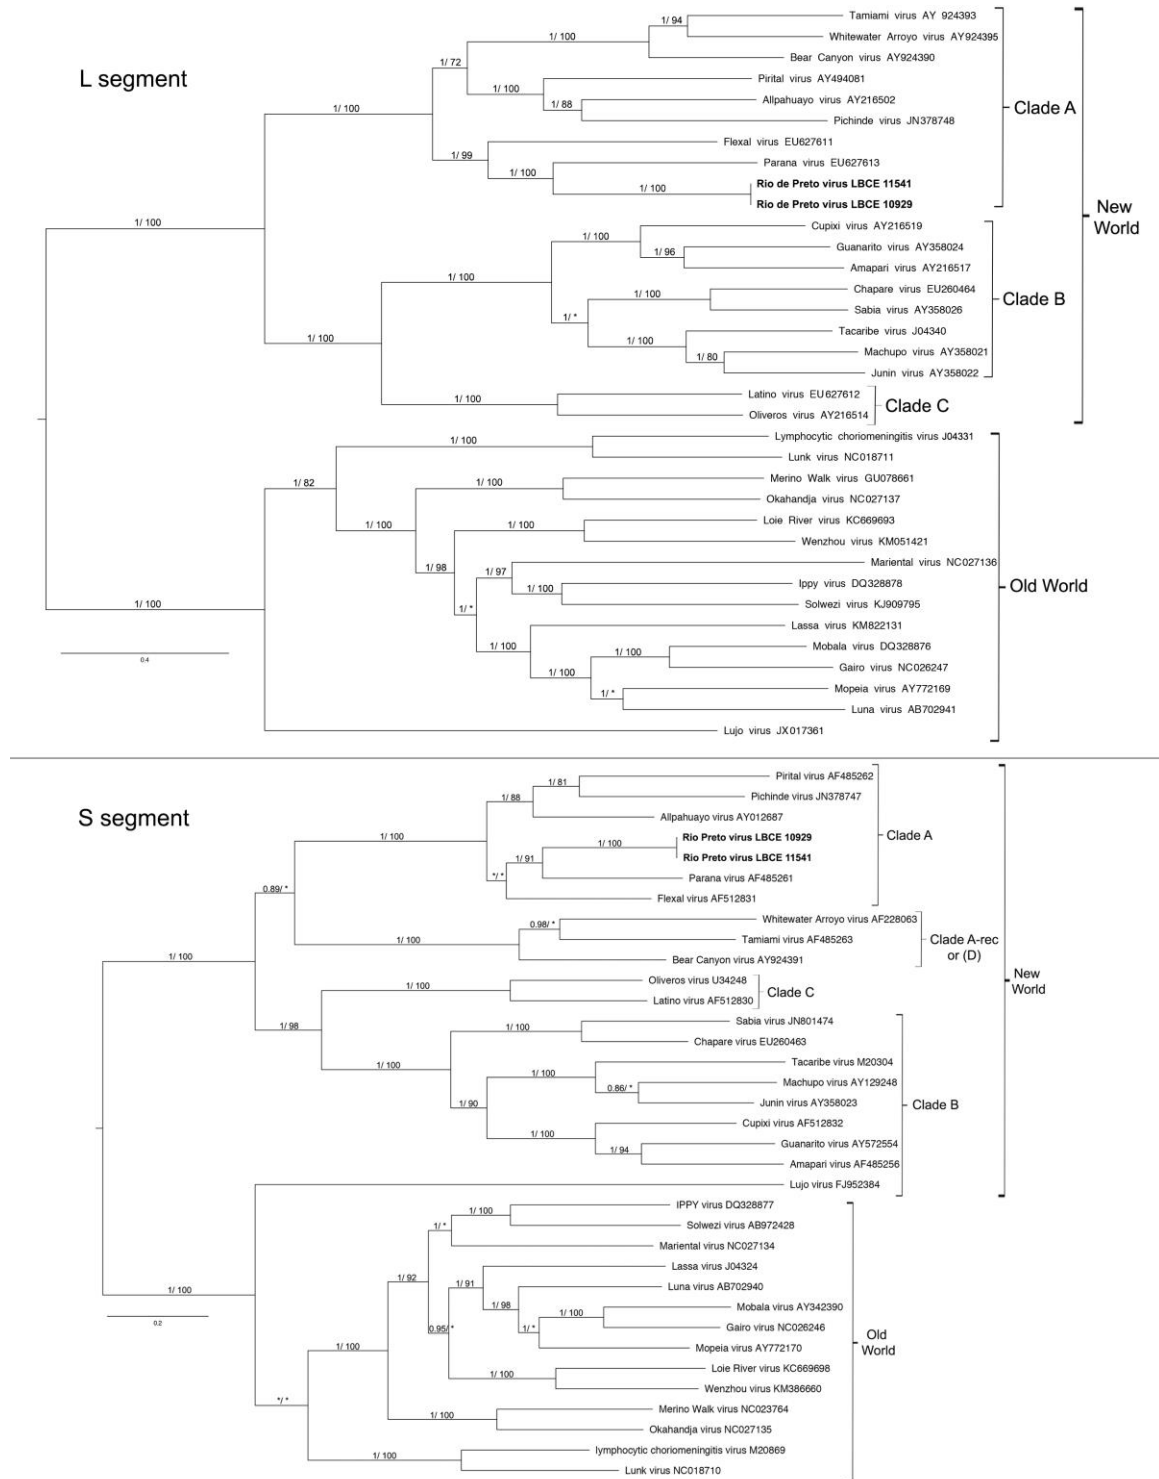 L segment
1/ 94
Tamiami virus AY 924393
Whitewater Arroyo virus AY924395
1/ 100
Bear Canyon virus AY924390
1/ 72
Pirital virus AY494081
1/ 100
Allpahuayo virus AY216502
1/ 88
Pichinde virus JN378748
Clade A
1/ 100
Flexal virus EU627611
1/ 99
Parana virus EU627613
1/ 100
Rio de Preto virus LBCE 11541
1/ 100
Rio de Preto virus LBCE 10929
New
World
1/ 100
Cupixi virus AY216519
1/ 100
Guanarito virus AY358024
1/ 96
Amapari virus AY216517
1/ 100
Chapare virus EU260464
1/ 100
Sabia virus AY358026
Clade B
1/ *
Tacaribe virus J04340
1/ 100
Machupo virus AY358021
1/ 80
Junin virus AY358022
1/ 100
Latino virus EU627612
1/ 100
Oliveros virus AY216514
Clade C
Lymphocytic choriomeningitis virus J04331
1/ 100
Lunk virus NC018711
1/ 82
Merino Walk virus GU078661
1/ 100
Okahandja virus NC027137
1/ 100
Loie River virus KC669693
1/ 100
Wenzhou virus KM051421
1/ 98
Mariental virus NC027136
1/ 97
Ippy virus DQ328878
1/ 100
Solwezi virus KJ909795
Old World
1/ *
Lassa virus KM822131
1/ 100
Mobala virus DQ328876
1/ 100
Gairo virus NC026247
1/ 100
Mopeia virus AY772169
1/ *
Luna virus AB702941
1/ 100
Lujo virus JX017361
0.4
S segment
Pirital virus AF485262
1/ 81
Pichinde virus JN378747
1/ 88
Allpahuayo virus AY012687
1/ 100
Rio Preto virus LBCE 10929
1/ 100
Rio Preto virus LBCE 11541
1/ 91
Parana virus AF485261
*/ *
Flexal virus AF512831
Clade A
0.89/ *
Whitewater Arroyo virus AF228063
0.98/ *
Tamiami virus AF485263
1/ 100
Bear Canyon virus AY924391
Clade A-rec
or (D)
1/ 100
Oliveros virus U34248
1/ 100
Latino virus AF512830
Clade C
New
World
1/ 98
Sabia virus JN801474
1/ 100
Chapare virus EU260463
1/ 100
Tacaribe virus M20304
1/ 100
Machupo virus AY129248
0.86/ *
Junin virus AY358023
1/ 90
Clade B
Cupixi virus AF512832
1/ 100
Guanarito virus AY572554
1/ 94
Amapari virus AF485256
Lujo virus FJ952384
IPPY virus DQ328877
1/ 100
Solwezi virus AB972428
1/ *
Mariental virus NC027134
1/ 92
Lassa virus J04324
1/ 91
Luna virus AB702940
1/ 98
Mobala virus AY342390
1/ 100
Gairo virus NC026246
1/ *
0.95/ *
Mopeia virus AY772170
Old
World
1/ 100
0.2
1/ 100
Loie River virus KC669698
1/ 100
Wenzhou virus KM386660
*/ *
Merino Walk virus NC023764
1/ 100
Okahandja virus NC027135
lymphocytic choriomeningitis virus M20869
1/ 100
Lunk virus NC018710